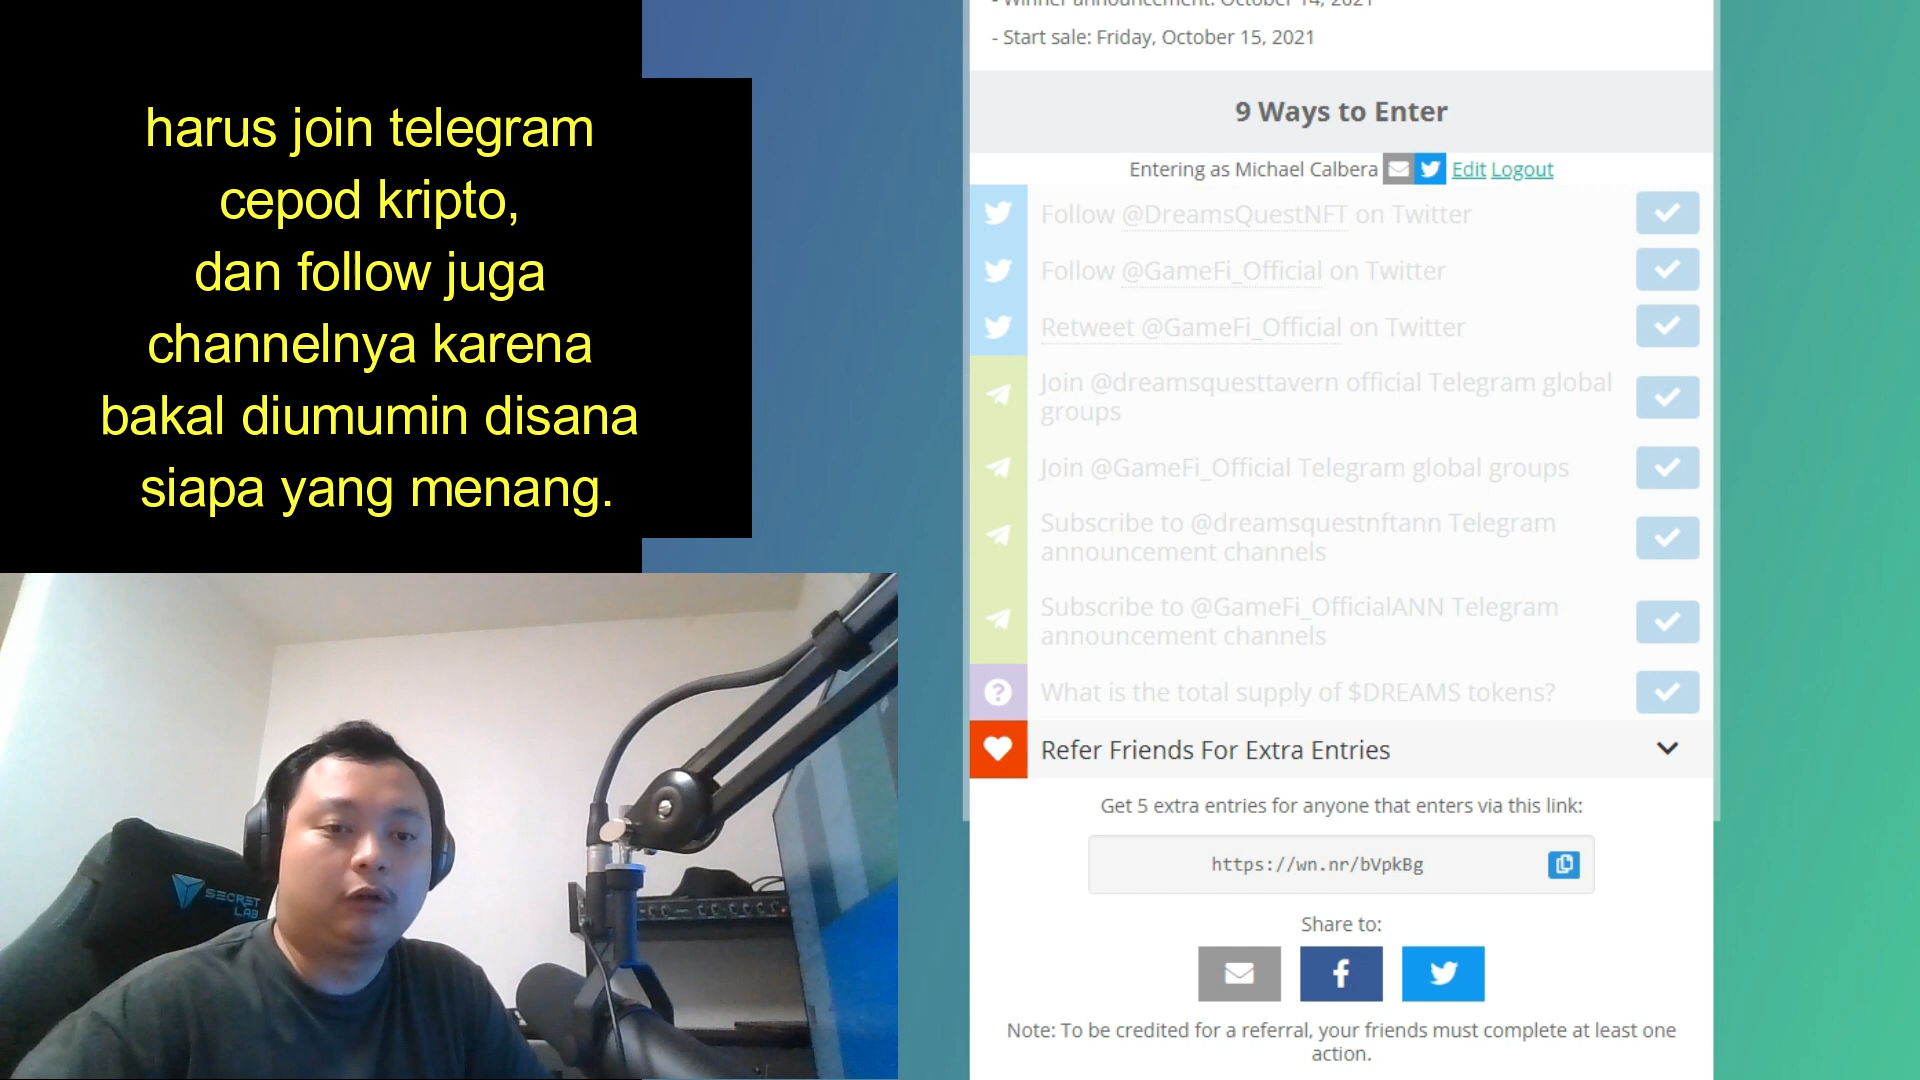 harus join telegram
cepod kripto,
dan follow juga
channelnya karena
bakal diumumin disana
siapa yang menang.
- Winner announcement: October 14, 2021
- Start sale: Friday, October 15, 2021
9 Ways to Enter
Entering as Michael Calbera Edit Logout
Follow @DreamsQuestNFT on Twitter
Follow @GameFi_Official on Twitter
Retweet @GameFi_Official on Twitter
Join @dreamsquesttavern official Telegram global
groups
Join @GameFi_Official Telegram global groups
Subscribe to @dreamsquestnftann Telegram
announcement channels
Subscribe to @GameFi_OfficialANN Telegram
announcement channels
What is the total supply of $DREAMS tokens?
Refer Friends For Extra Entries
Get 5 extra entries for anyone that enters via this link:
https://wn.nr/bVpkBg
Share to:
Note: To be credited for a referral, your friends must complete at least one
action.
SECRET
LAB